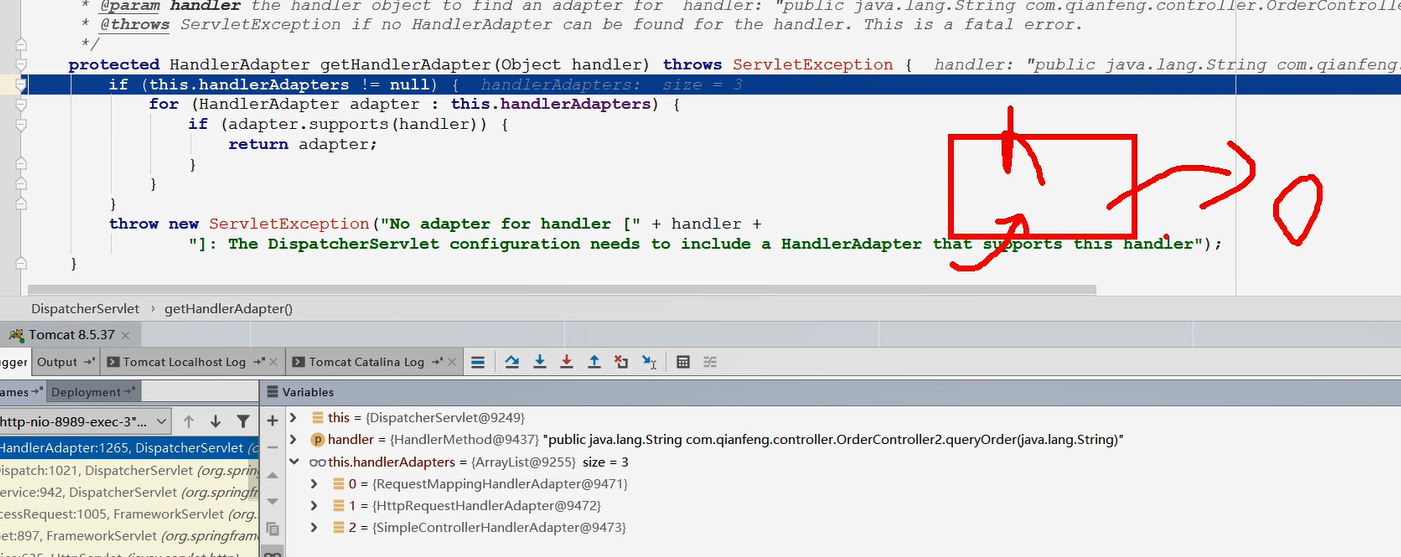 * @param handler the handler object to find an adapter for handler: "public java.lang.String com.qianfeng.controller.OrderControlle
* @throws ServletException if no HandlerAdapter can be found for the handler. This is a fatal error.
*/
protected HandlerAdapter getHandlerAdapter(Object handler) throws ServletException { handler: "public java.lang.String com.qianfeng.
if (this.handlerAdapters != null) { handlerAdapters: size = 3
for (HandlerAdapter adapter : this.handlerAdapters) {
if (adapter.supports(handler)) {
return adapter;
}
}
}
throw new ServletException("No adapter for handler [" + handler +
"]: The DispatcherServlet configuration needs to include a HandlerAdapter that supports this handler");
}
DispatcherServlet › getHandlerAdapter()
Tomcat 8.5.37 ×
gger Output Tomcat Localhost Log × Tomcat Catalina Log ×
ames Deployment Variables
http-nio-8989-exec-3"...
this = {DispatcherServlet@9249}
HandlerAdapter:1265, DispatcherServlet (o
handler = {HandlerMethod@9437} "public java.lang.String com.qianfeng.controller.OrderController2.queryOrder(java.lang.String)"
ispatch:1021, DispatcherServlet (org.spring
this.handlerAdapters = {ArrayList@9255} size = 3
ervice:942, DispatcherServlet (org.springfr
0 = {RequestMappingHandlerAdapter@9471}
cessRequest:1005, FrameworkServlet (org.
1 = {HttpRequestHandlerAdapter@9472}
Get:897, FrameworkServlet (org.springfram
2 = {SimpleControllerHandlerAdapter@9473}